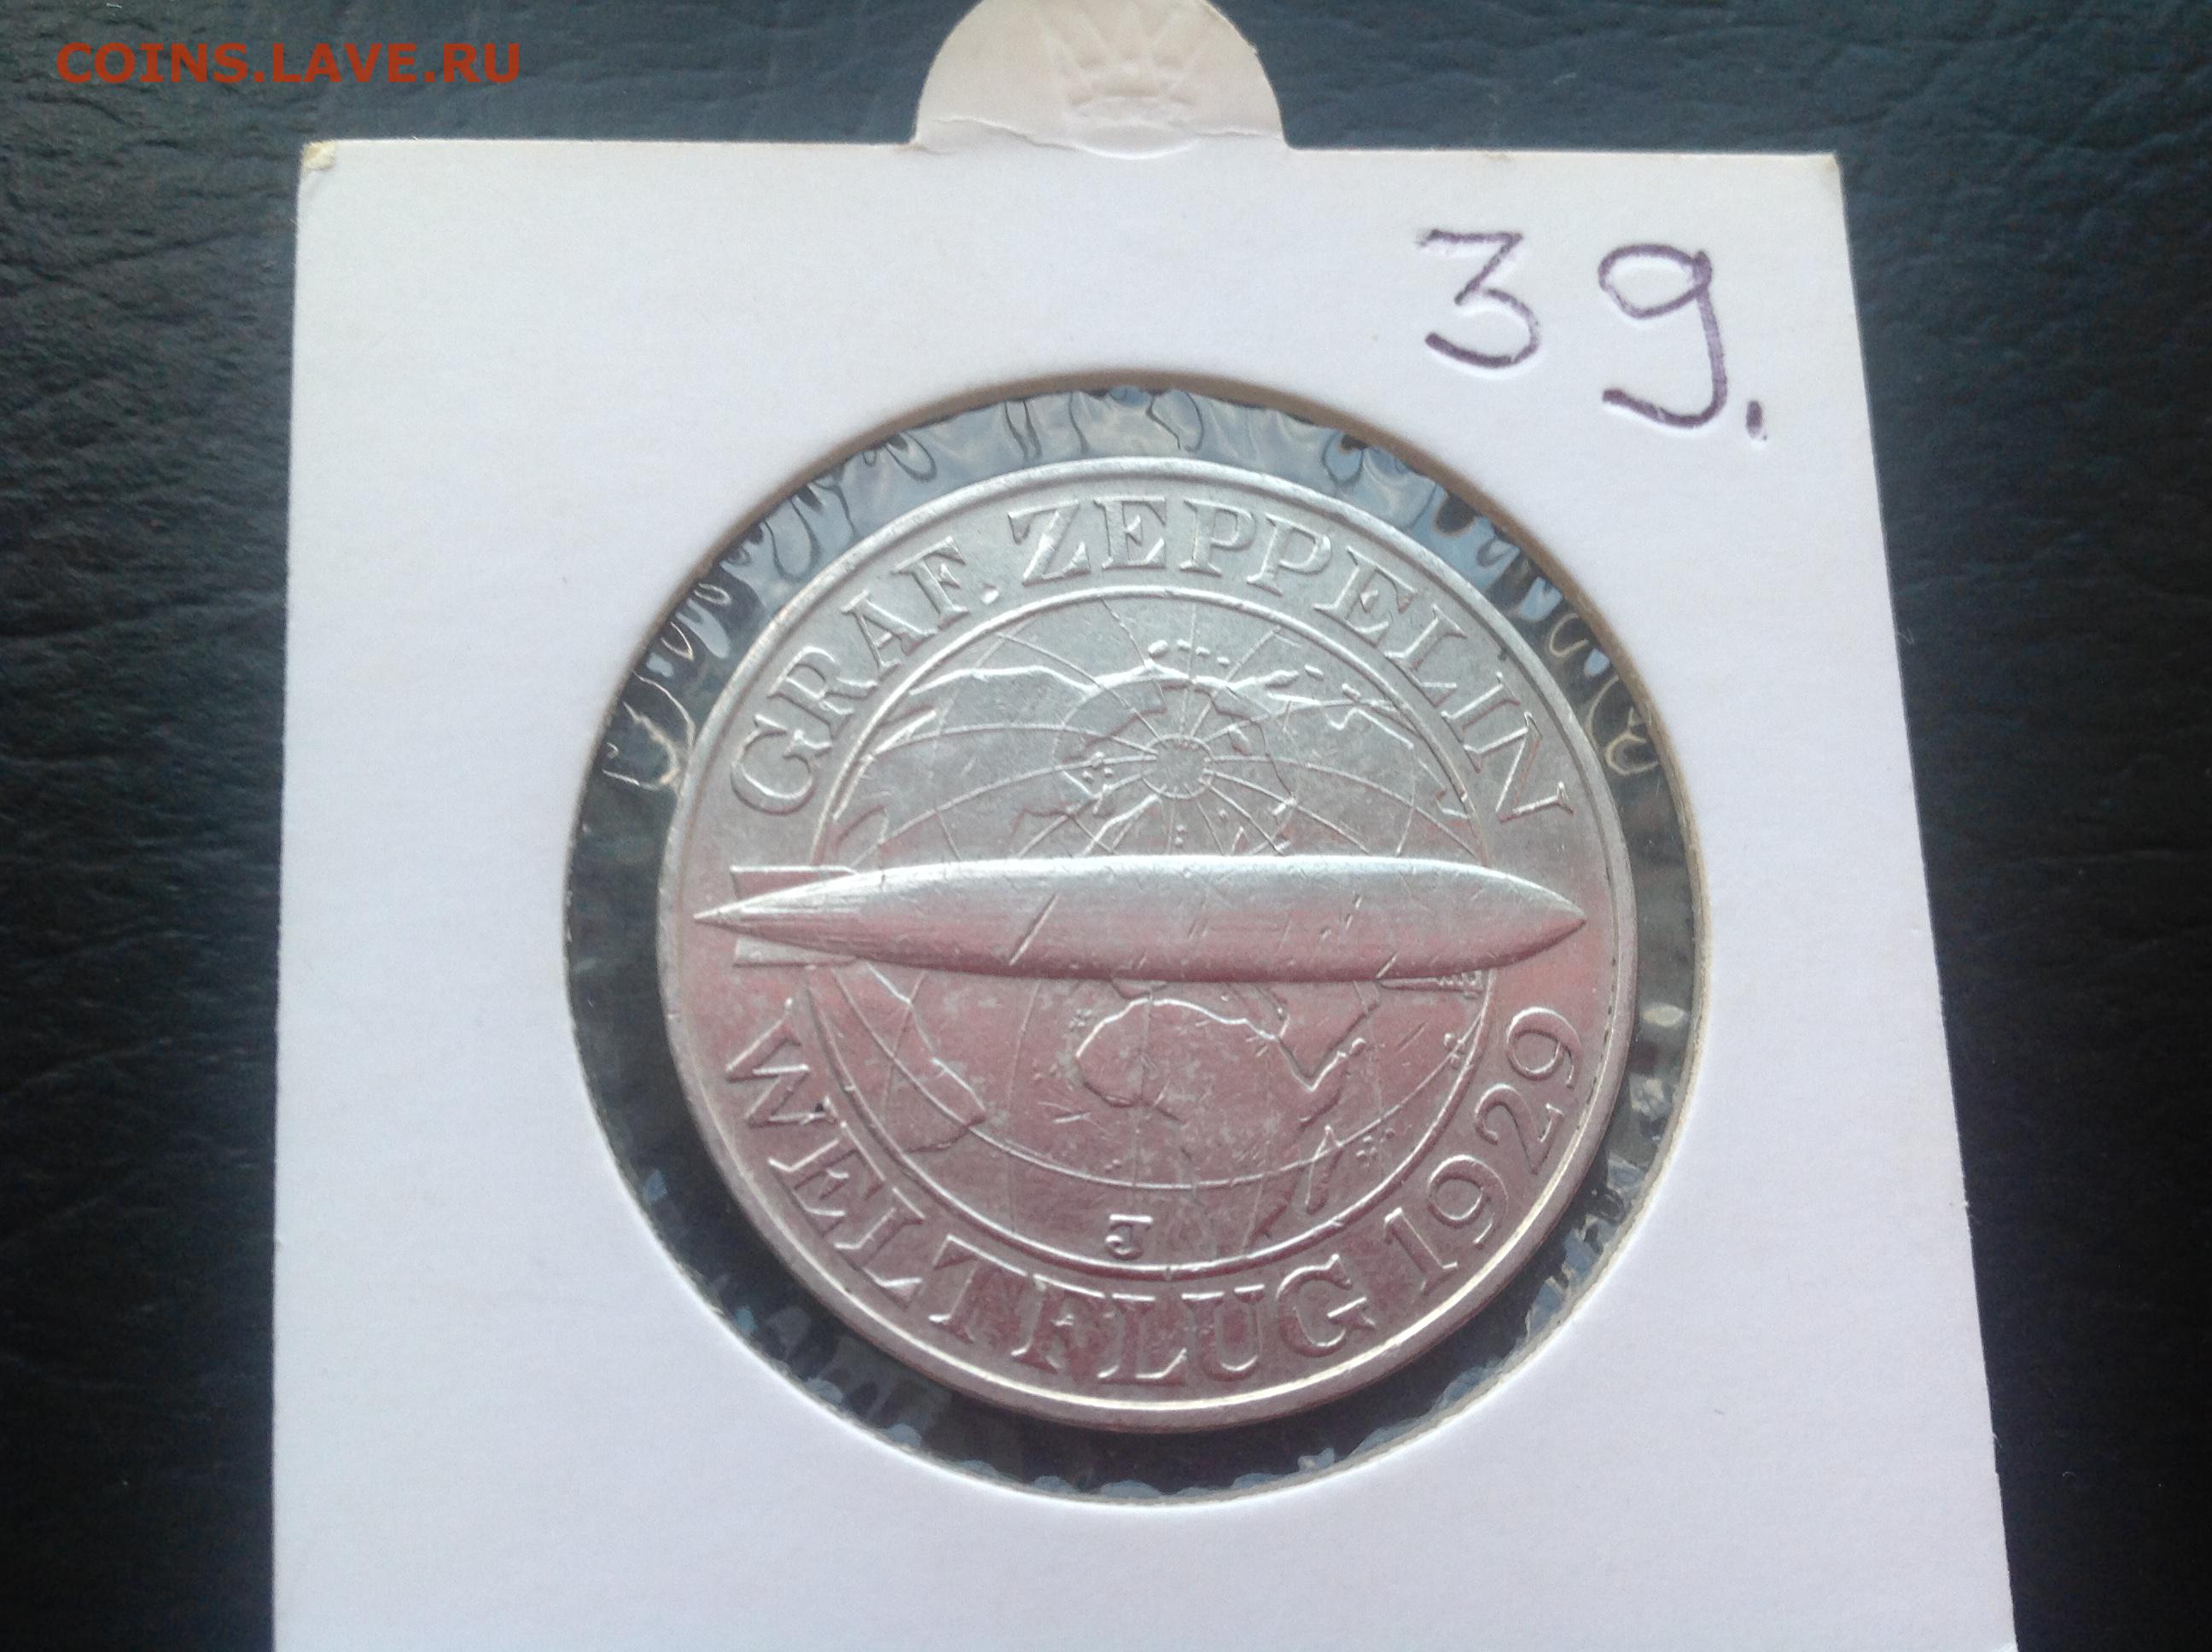 COINS.LAVE.RU
39.
GRAF. ZEPPELIN
J
WELTFLUG 1929